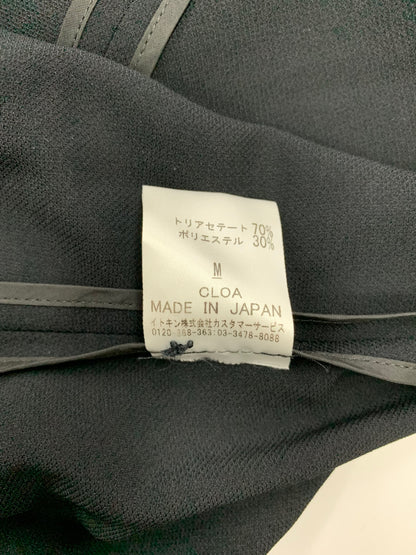 トリアセテート 70%
ポリエステル 30%
M
CLOA
MADE IN JAPAN
イトキン株式会社カスタマーサービス
0120-368-363:03-3478-8088